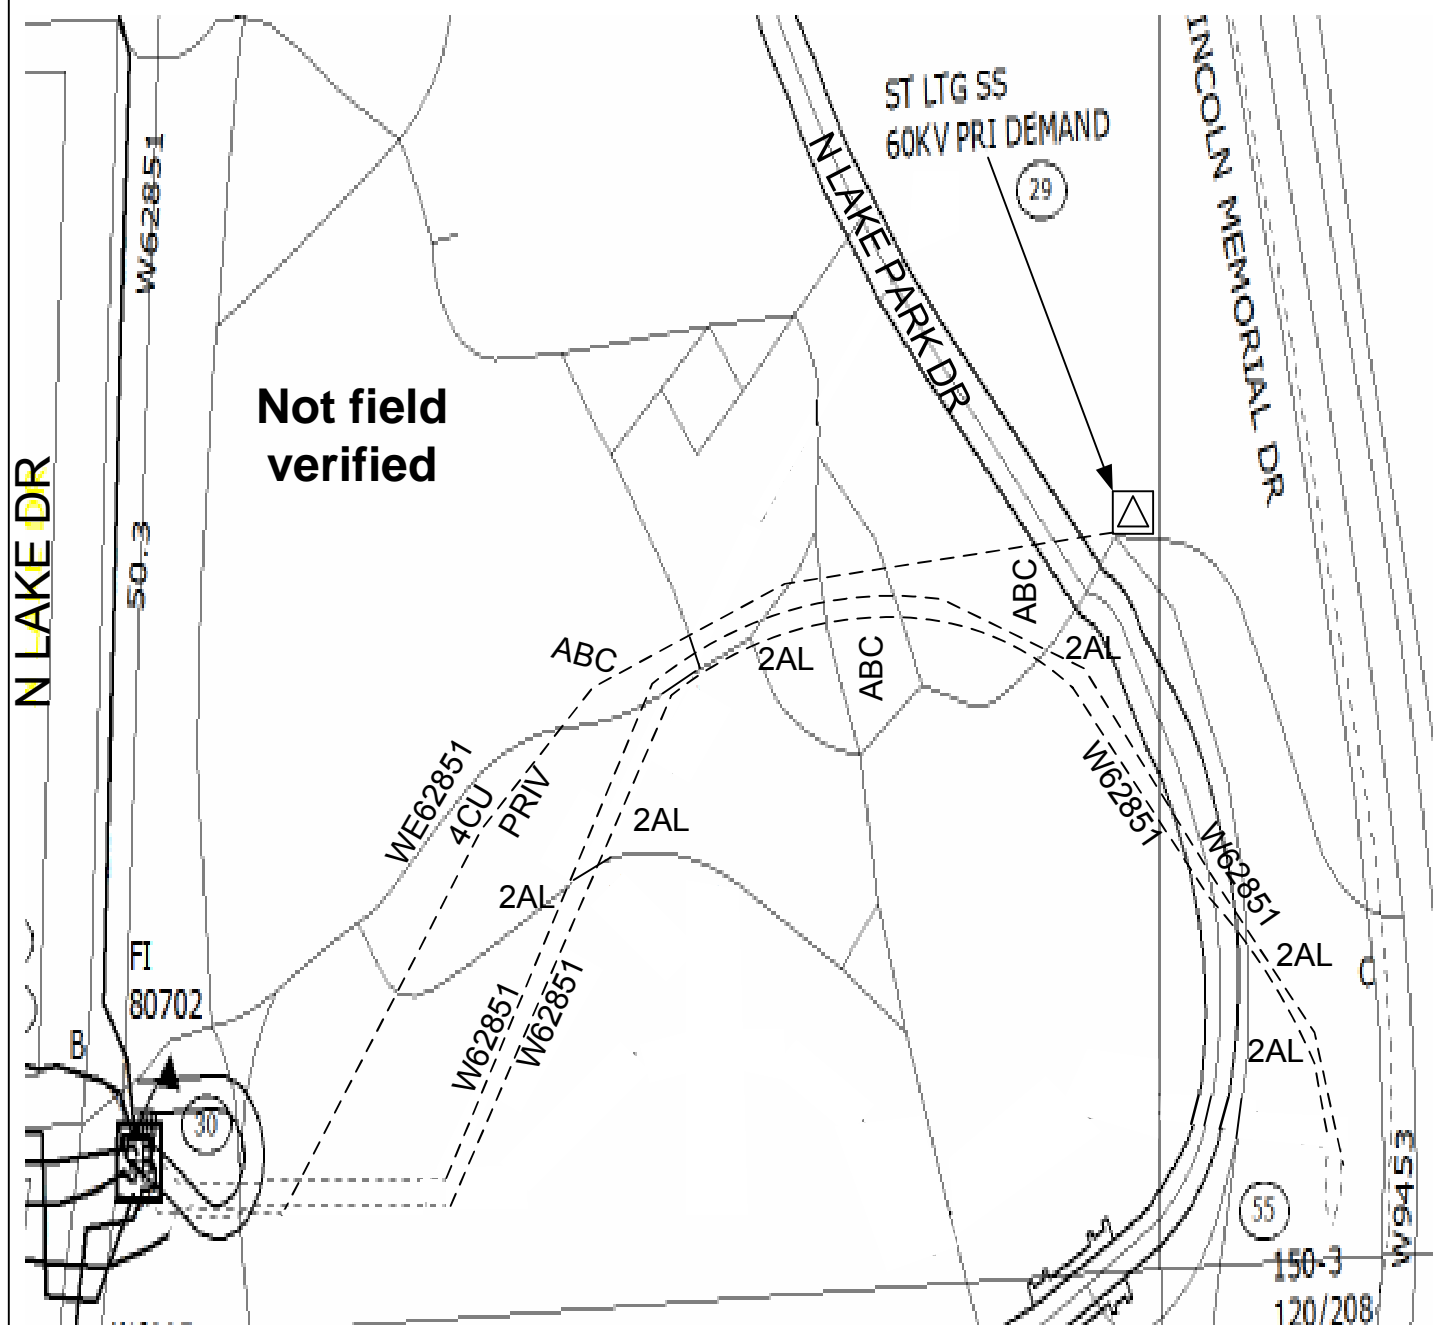 ST LTG SS
60KV PRI DEMAND
29
INCOLN MEMORIAL DR
N LAKE PARK DR
W62851
Not field
verified
N LAKE DR
50.3
ABC
ABC
ABC
2AL
2AL
WE62851
4CU
PRIV
2AL
2AL
W62851
W62851
W62851
W62851
2AL
2AL
C
FI
80702
B
30
55
W9453
150-3
120/208